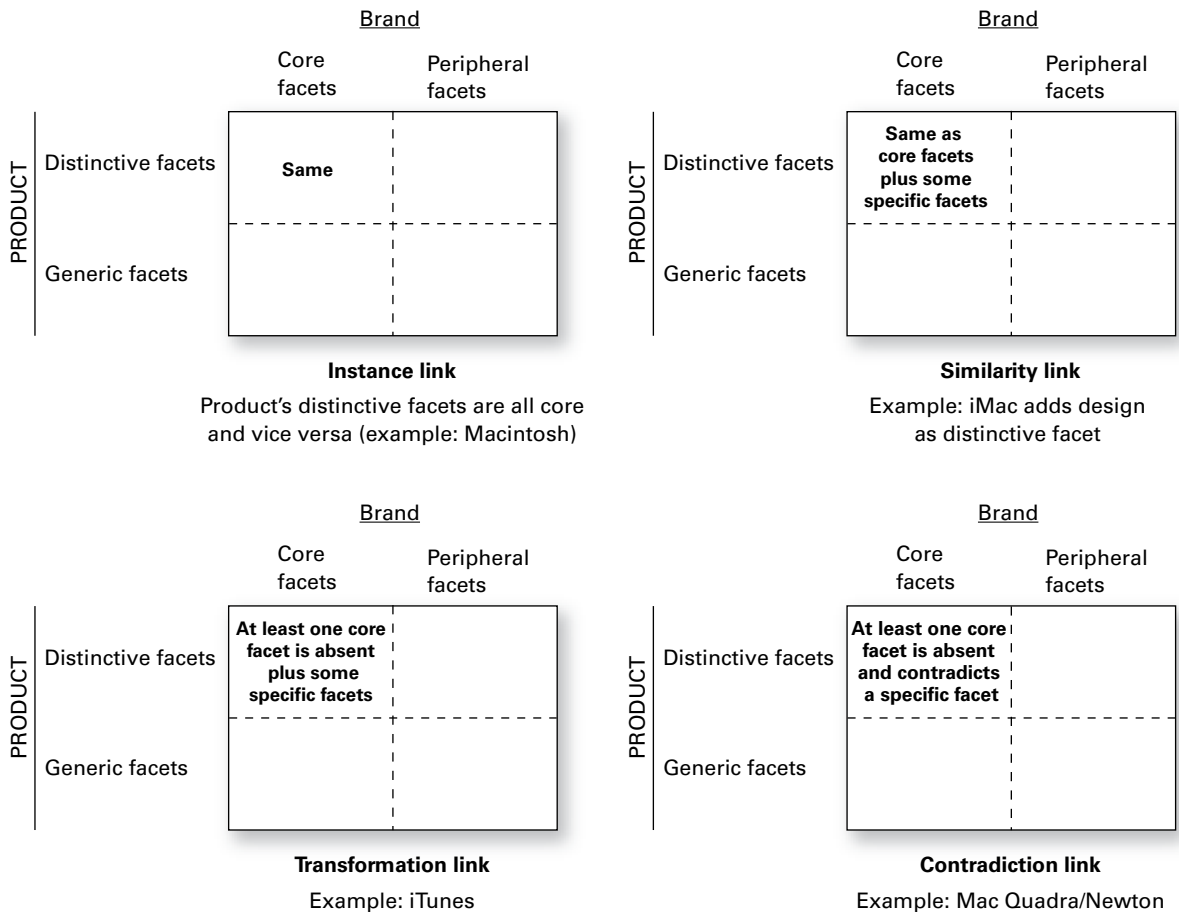 Brand
Core
facets
Peripheral
facets
PRODUCT
Distinctive facets
Same
Generic facets
Instance link
Product's distinctive facets are all core
and vice versa (example: Macintosh)
Brand
Core
facets
Peripheral
facets
PRODUCT
Distinctive facets
Same as
core facets
plus some
specific facets
Generic facets
Similarity link
Example: iMac adds design
as distinctive facet
Brand
Core
facets
Peripheral
facets
PRODUCT
Distinctive facets
At least one core
facet is absent
plus some
specific facets
Generic facets
Transformation link
Example: iTunes
Brand
Core
facets
Peripheral
facets
PRODUCT
Distinctive facets
At least one core
facet is absent
and contradicts
a specific facet
Generic facets
Contradiction link
Example: Mac Quadra/Newton